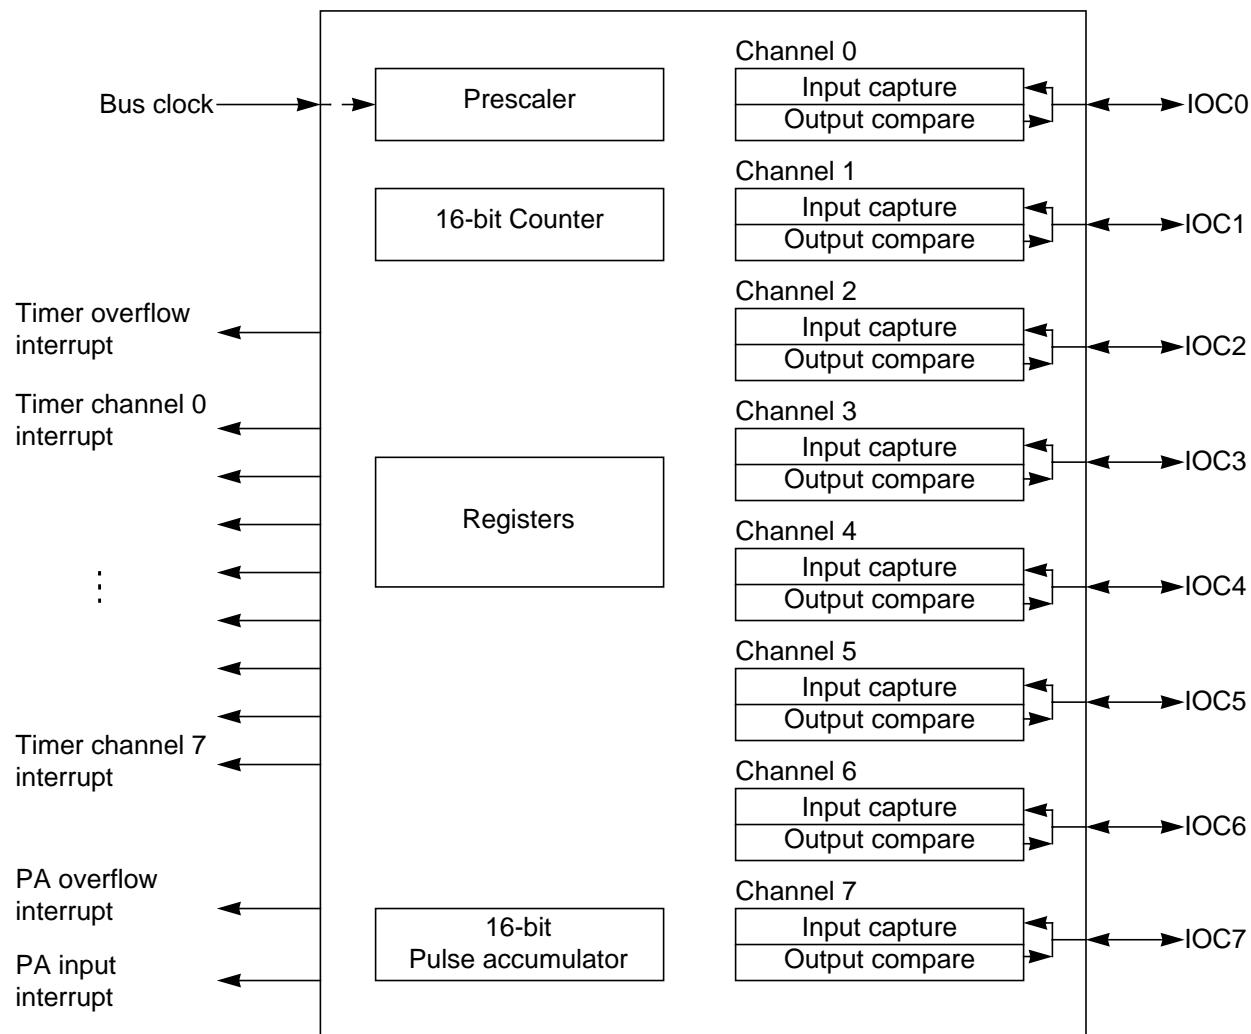 Channel 0
Bus clock
Prescaler
Input capture
Output compare
IOC0
Channel 1
16-bit Counter
Input capture
Output compare
IOC1
Timer overflow
interrupt
Channel 2
Input capture
Output compare
IOC2
Timer channel 0
interrupt
Channel 3
Input capture
Output compare
IOC3
Registers
Channel 4
Input capture
Output compare
IOC4
Channel 5
Input capture
Output compare
IOC5
Timer channel 7
interrupt
Channel 6
Input capture
Output compare
IOC6
PA overflow
interrupt
Channel 7
16-bit
Pulse accumulator
Input capture
Output compare
IOC7
PA input
interrupt